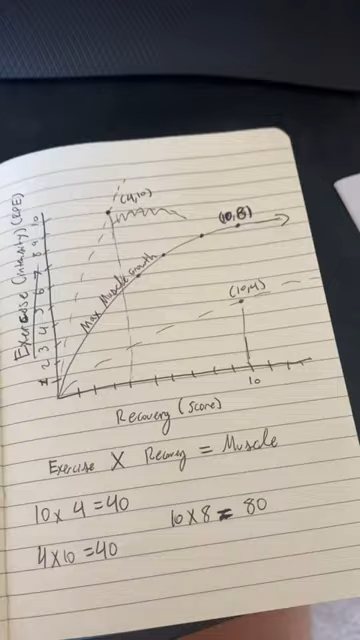 (4,10)
(10,8)
Exercise (intensity) (RPE)
1 2 3 4 5 6 7 8 9 10
Max Muscle Growth
(10,4)
10
Recovery (score)
Exercise X Recovery = Muscle
10 x 4 = 40
10 x 8 = 80
4 x 10 = 40